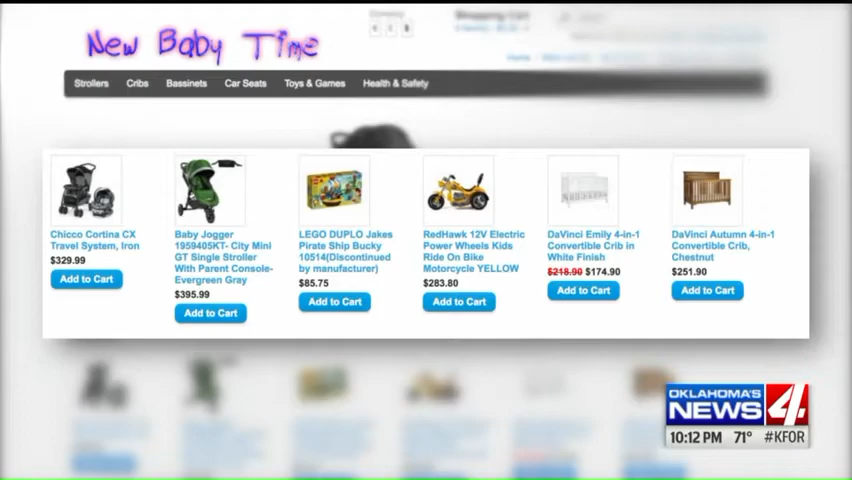 New Baby Time
Strollers Cribs Bassinets Car Seats Toys & Games Health & Safety
Chicco Cortina CX
Travel System, Iron
$329.99
Add to Cart
Baby Jogger
1959405KT- City Mini
GT Single Stroller
With Parent Console-
Evergreen Gray
$395.99
Add to Cart
LEGO DUPLO Jakes
Pirate Ship Bucky
10514(Discontinued
by manufacturer)
$85.75
Add to Cart
RedHawk 12V Electric
Power Wheels Kids
Ride On Bike
Motorcycle YELLOW
$283.80
Add to Cart
DaVinci Emily 4-in-1
Convertible Crib in
White Finish
$218.90 $174.90
Add to Cart
DaVinci Autumn 4-in-1
Convertible Crib,
Chestnut
$251.90
Add to Cart
OKLAHOMA'S
NEWS 4
10:12 PM 71° #KFOR